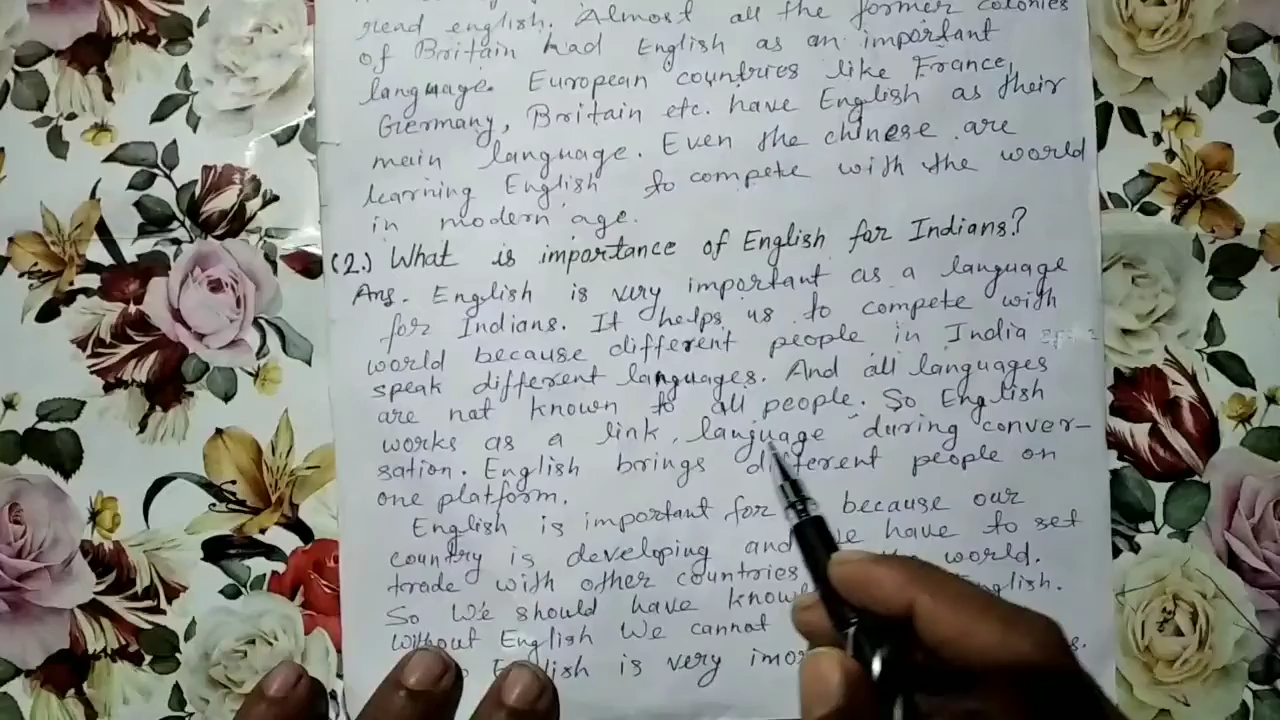 read english. Almost all the former colonies
of Britain had English as an important
language. European countries like France,
Germany, Britain etc. have English as their
main language. Even the chinese are
learning English to compete with the world
in modern age.
(2.) What is importance of English for Indians?
Ans. English is very important as a language
for Indians. It helps us to compete with
world because different people in India
speak different languages. And all languages
are not known to all people. So English
works as a link, language during conver-
sation. English brings different people on
one platform.
English is important for because our
country is developing and we have to set
trade with other countries world.
So We should have English.
Without English We cannot
is very